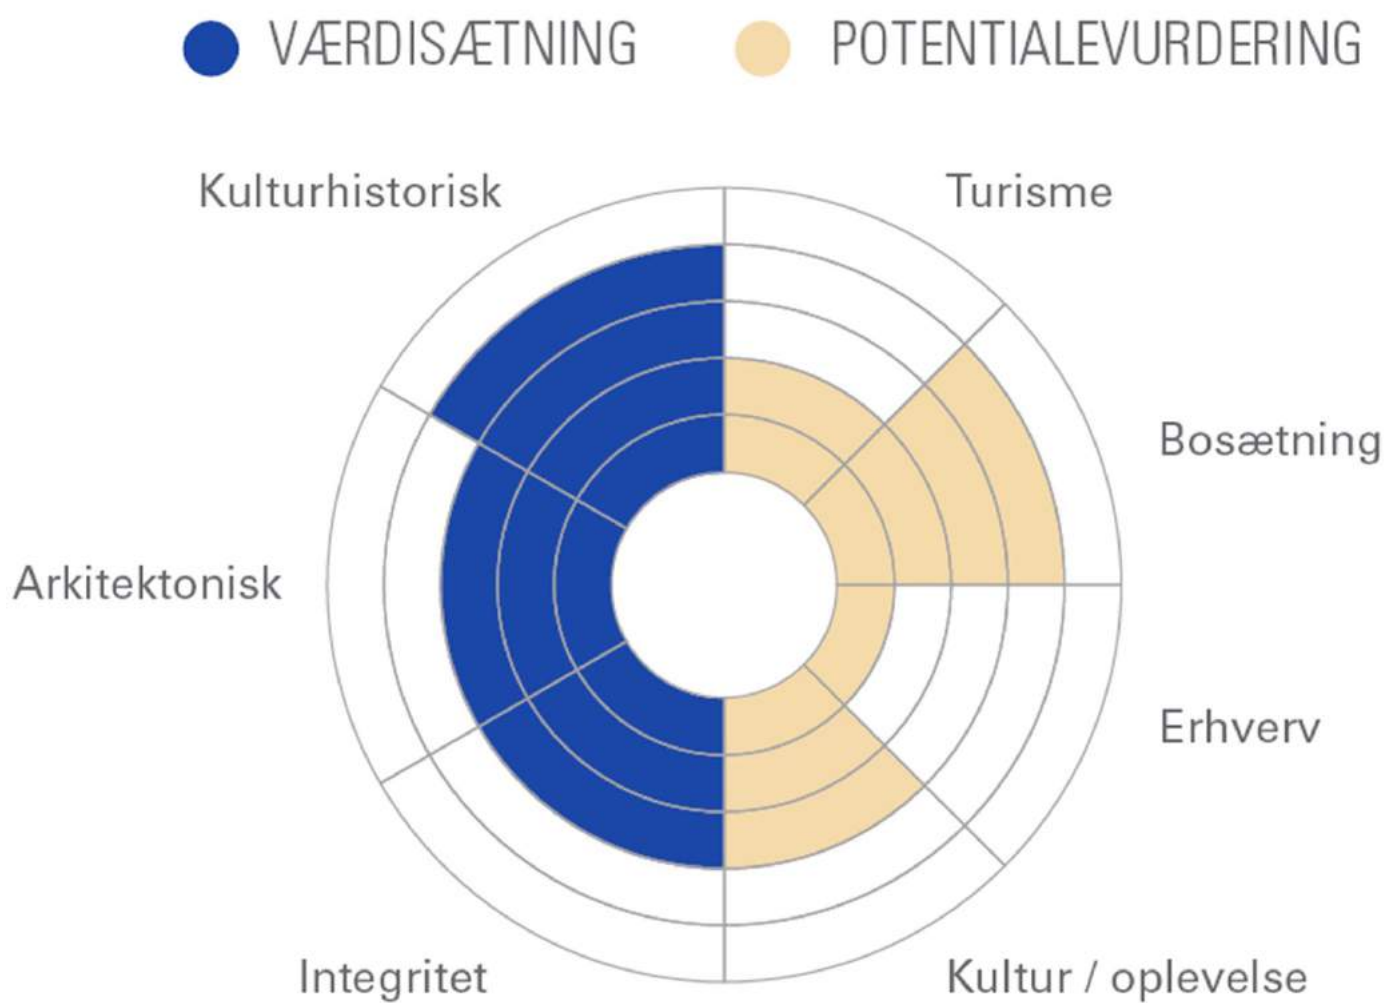 VÆRDISÆTNING
POTENTIALEVURDERING
Kulturhistorisk
Turisme
Bosætning
Arkitektonisk
Erhverv
Integritet
Kultur / oplevelse